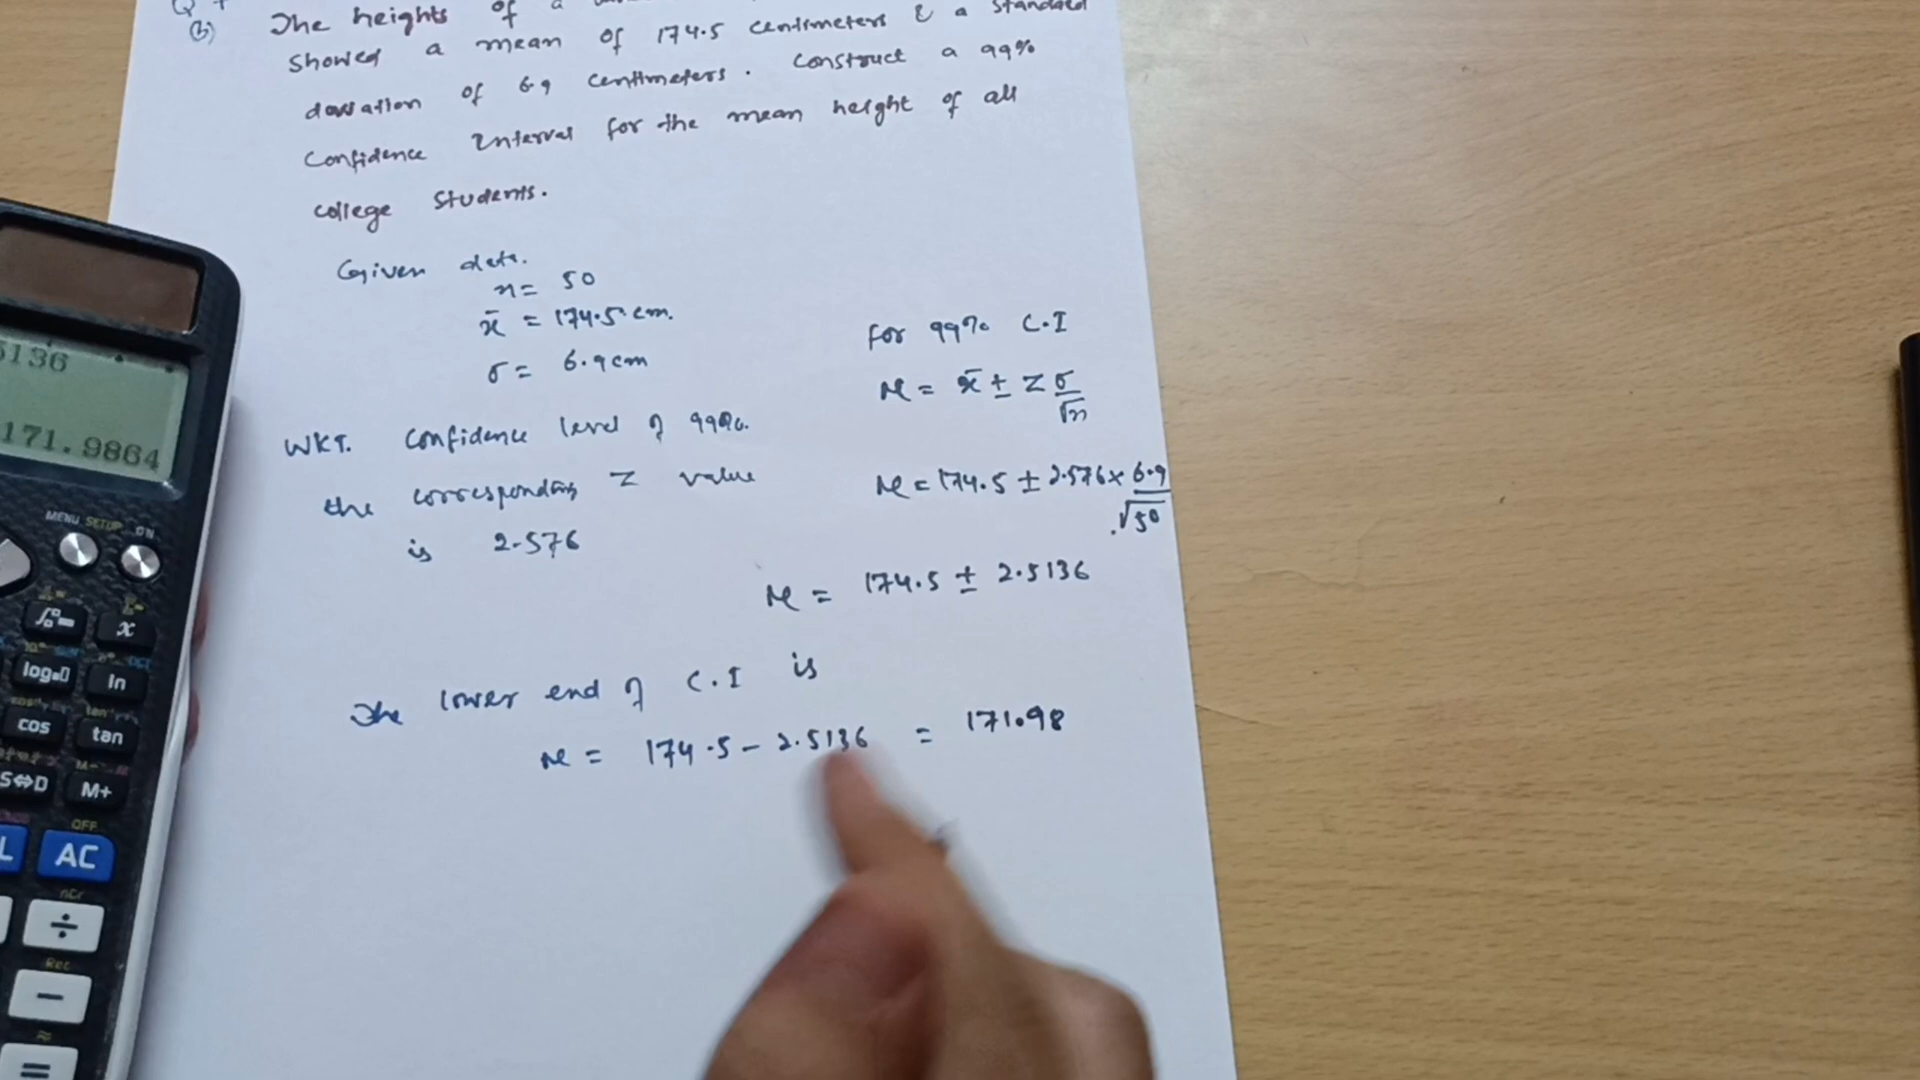 (b) The heights of a
showed a mean of 174.5 centimeters & a standard
deviation of 6.9 centimeters. Construct a 99%
Confidence Interval for the mean height of all
college students.
Given data.
n = 50
x̄ = 174.5 cm.
σ = 6.9 cm
WKT. Confidence level of 99%.
the corresponding Z value
is 2.576
for 99% C.I
μ = x̄ ± Z σ/√n
μ = 174.5 ± 2.576 × 6.9/√50
μ = 174.5 ± 2.5136
The lower end of C.I is
μ = 174.5 - 2.5136 = 171.98
5136
171.9864
MENU SETUP ON
x
log ln
cos tan
S⇔D M+
OFF
AC
nCr
÷
Rec
−
≈
=